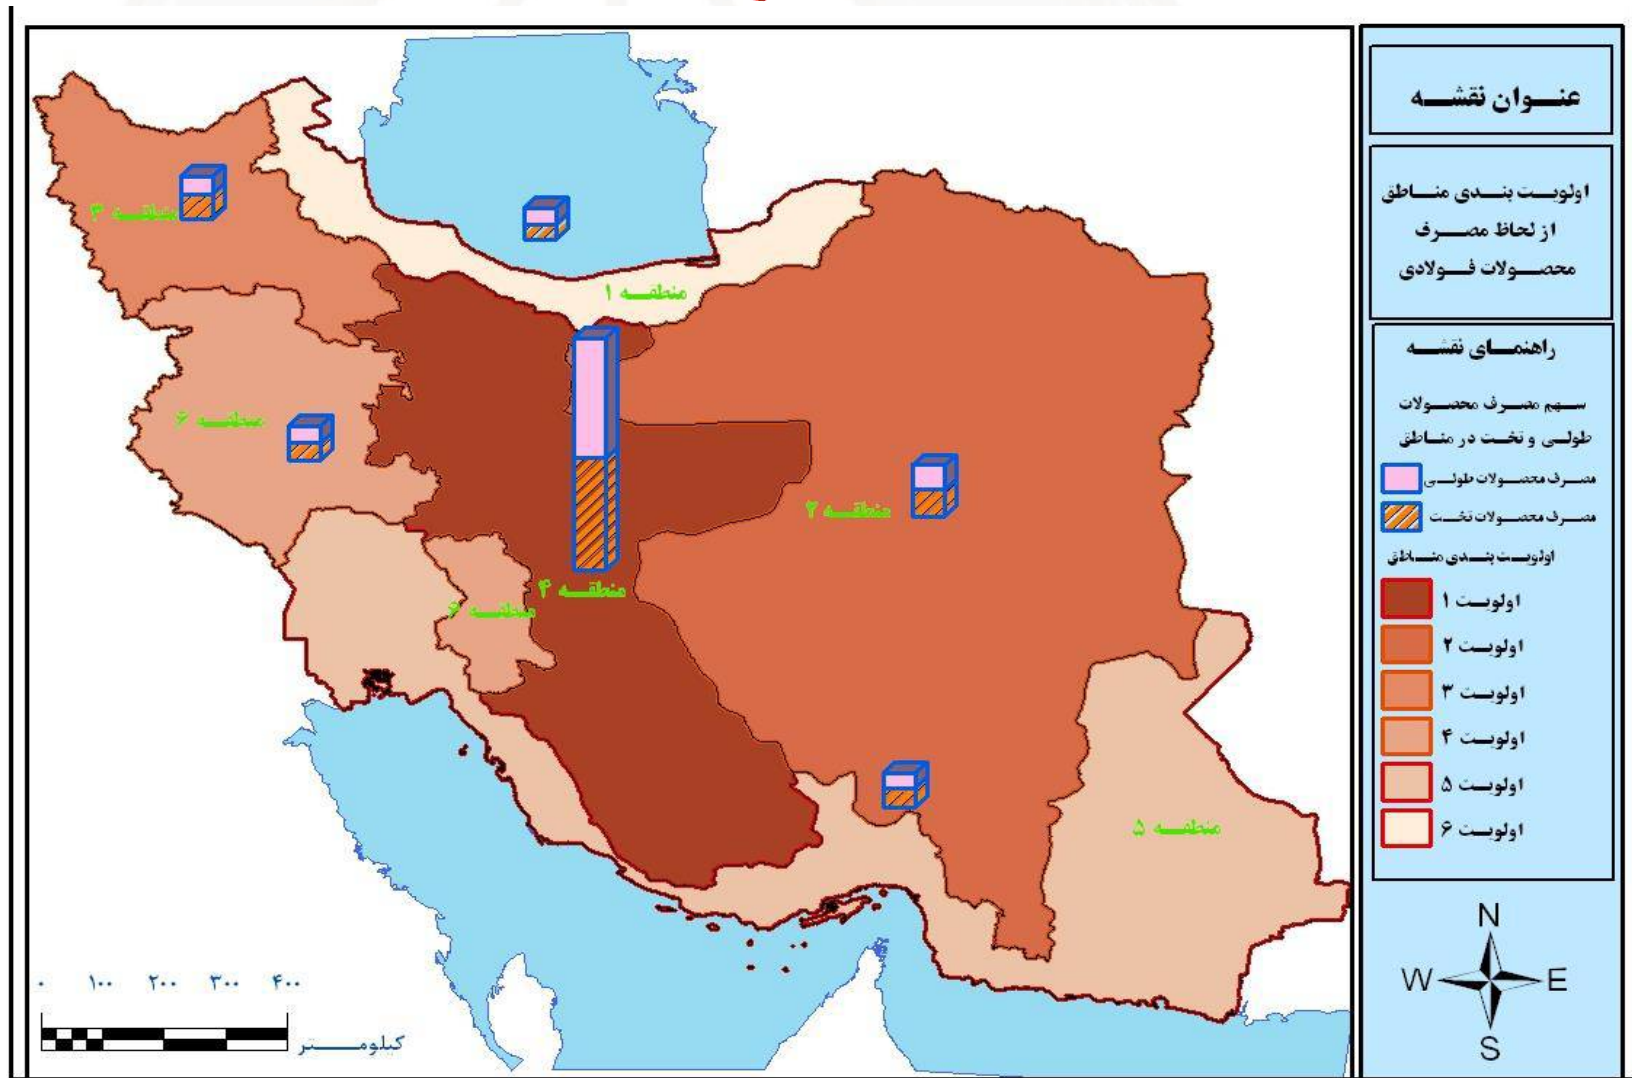 عنوان نقشه
اولویت بندی مناطق
از لحاظ مصرف
محصولات فولادی
راهنمای نقشه
سهم مصرف محصولات
طولی و تخت در مناطق
مصرف محصولات طولی
مصرف محصولات تخت
اولویت بندی مناطق
اولویت ۱
اولویت ۲
اولویت ۳
اولویت ۴
اولویت ۵
اولویت ۶
N
W E
S
منطقه ۳
منطقه ۱
منطقه ۶
منطقه ۲
منطقه ۴
منطقه ۶
منطقه ۵
۰ ۱۰۰ ۲۰۰ ۳۰۰ ۴۰۰
کیلومتر